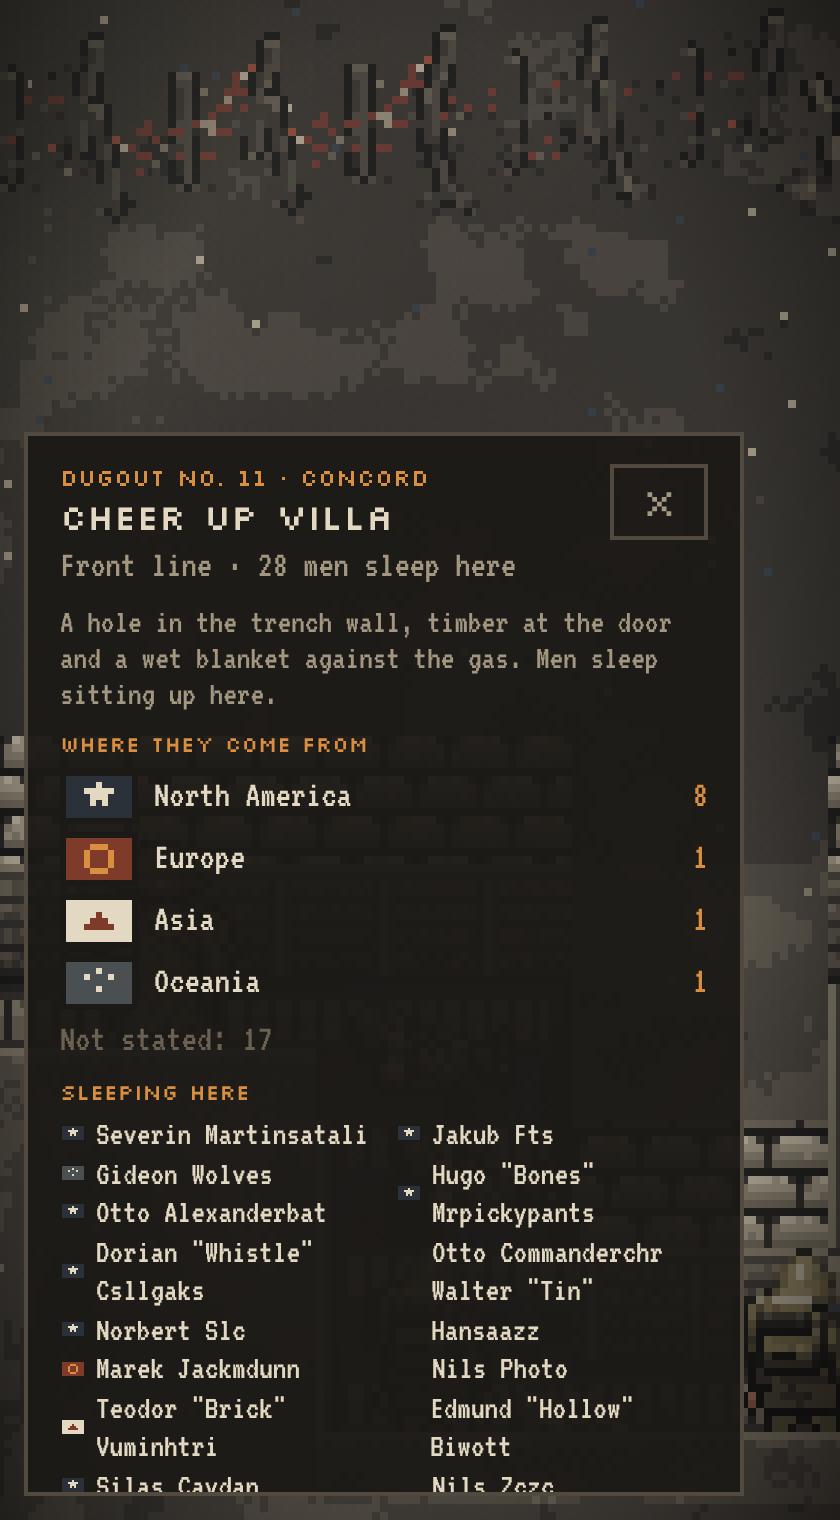 DUGOUT NO. 11 · CONCORD
CHEER UP VILLA
Front line · 28 men sleep here
A hole in the trench wall, timber at the door
and a wet blanket against the gas. Men sleep
sitting up here.
WHERE THEY COME FROM
North America 8
Europe 1
Asia 1
Oceania 1
Not stated: 17
SLEEPING HERE
Severin Martinsatali
Gideon Wolves
Otto Alexanderbat
Dorian "Whistle"
Csllgaks
Norbert Slc
Marek Jackmdunn
Teodor "Brick"
Vuminhtri
Silas Caydan
Jakub Fts
Hugo "Bones"
Mrpickypants
Otto Commanderchr
Walter "Tin"
Hansaazz
Nils Photo
Edmund "Hollow"
Biwott
Nils Zczc